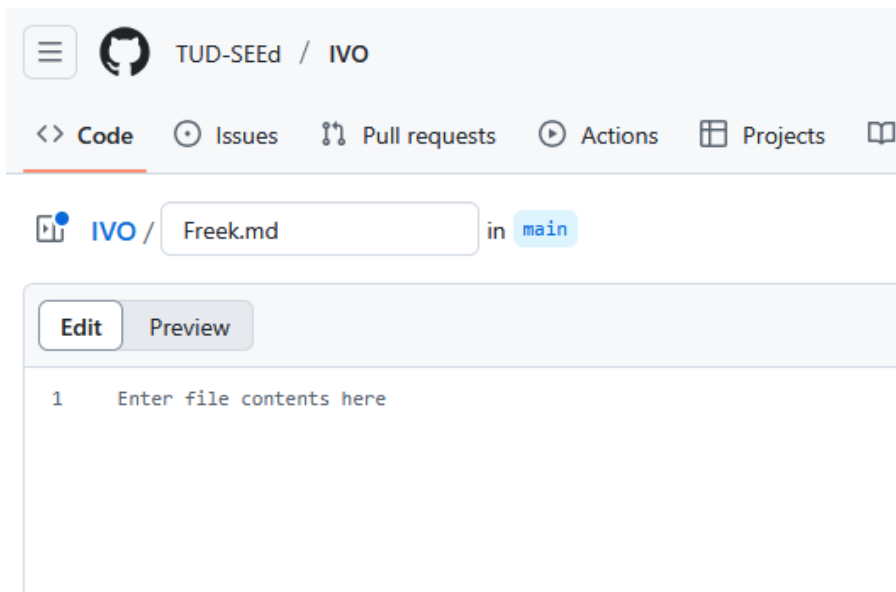 TUD-SEEd / IVO
Code Issues Pull requests Actions Projects
IVO / Freek.md in main
Edit Preview
1 Enter file contents here